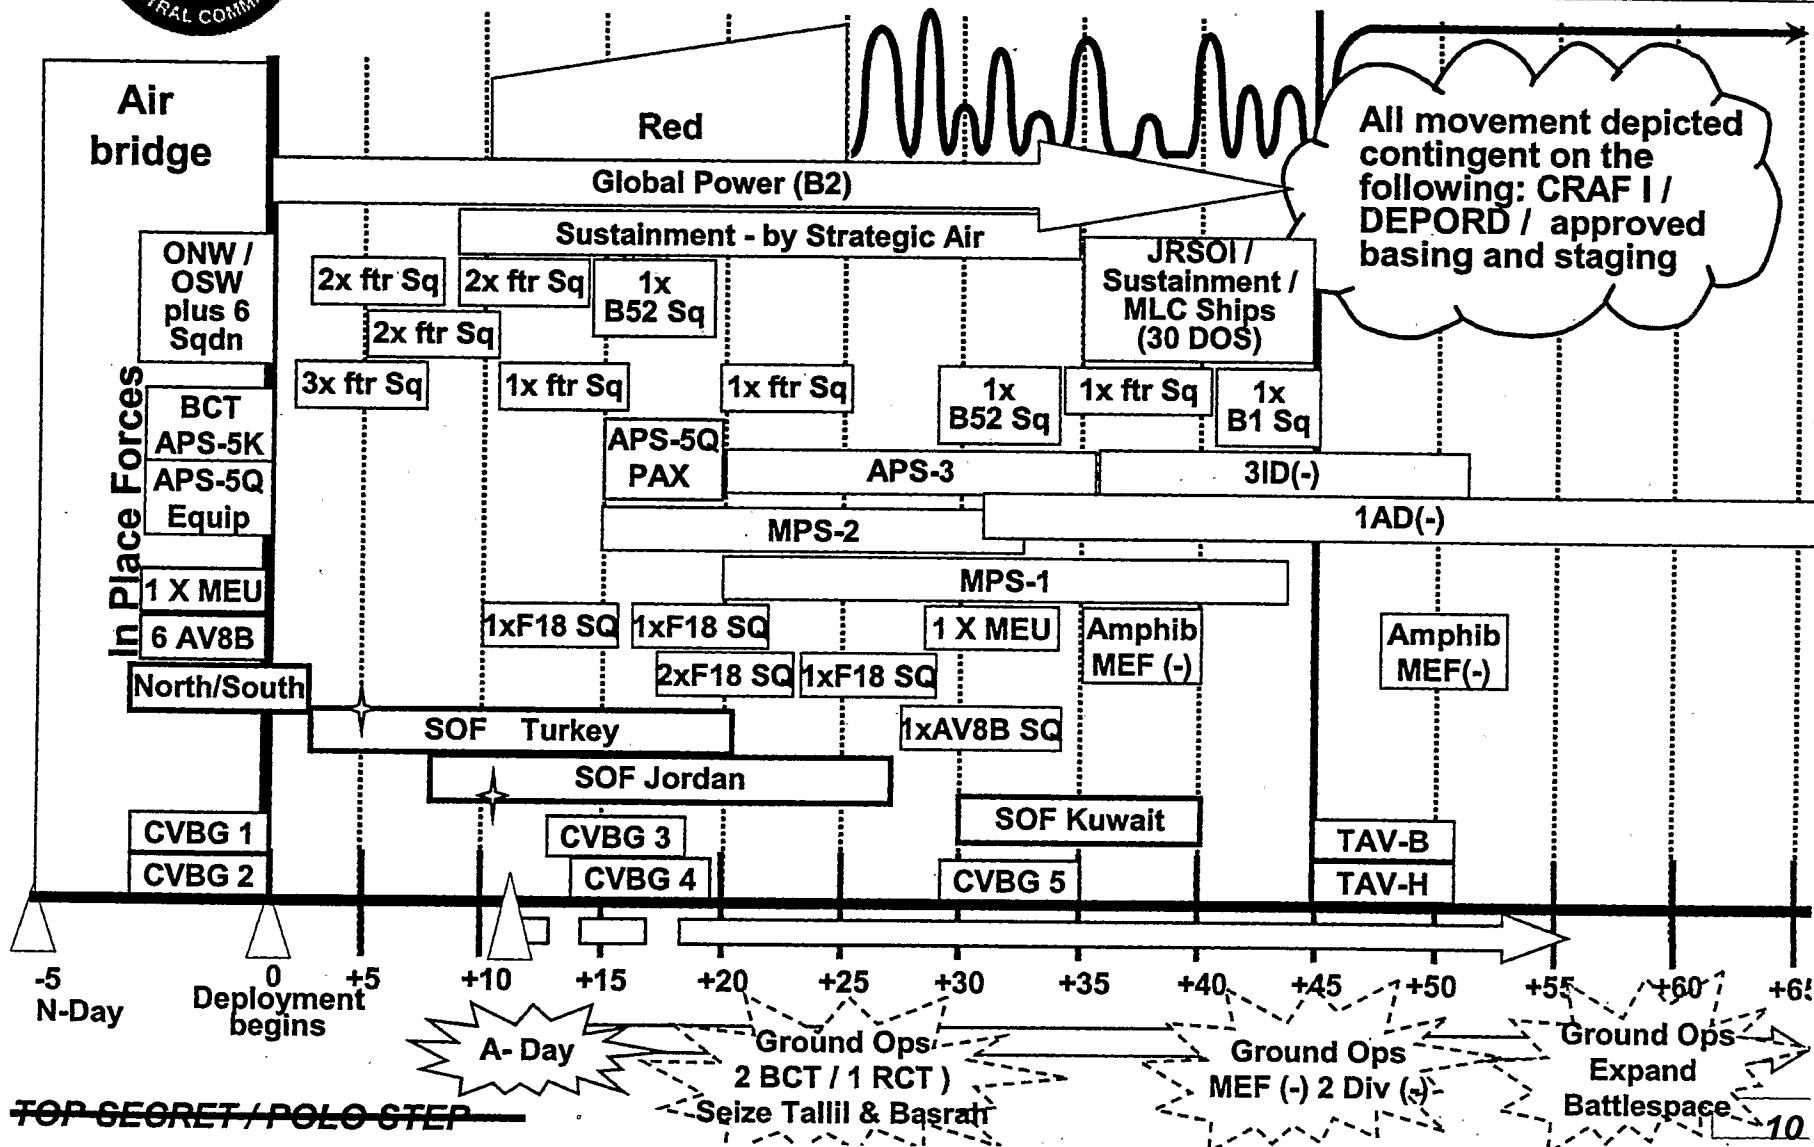 TRAL COMMA
Air
bridge
Red
Global Power (B2)
Sustainment - by Strategic Air
All movement depicted
contingent on the
following: CRAF I /
DEPORD / approved
basing and staging
In Place Forces
ONW /
OSW
plus 6
Sqdn
2x ftr Sq
2x ftr Sq
1x
B52 Sq
2x ftr Sq
JRSOI /
Sustainment /
MLC Ships
(30 DOS)
3x ftr Sq
1x ftr Sq
1x ftr Sq
1x
B52 Sq
1x ftr Sq
1x
B1 Sq
BCT
APS-5K
APS-5Q
Equip
APS-5Q
PAX
APS-3
3ID(-)
MPS-2
1AD(-)
MPS-1
1 X MEU
6 AV8B
1xF18 SQ
1xF18 SQ
1 X MEU
Amphib
MEF (-)
Amphib
MEF(-)
2xF18 SQ
1xF18 SQ
North/South
1xAV8B SQ
SOF Turkey
SOF Jordan
SOF Kuwait
CVBG 1
CVBG 2
CVBG 3
CVBG 4
CVBG 5
TAV-B
TAV-H
-5
0
+5
+10
+15
+20
+25
+30
+35
+40
+45
+50
+55
+60
+65
N-Day
Deployment
begins
A- Day
Ground Ops
2 BCT / 1 RCT )
Seize Tallil & Basrah
Ground Ops
MEF (-) 2 Div (-)
Ground Ops
Expand
Battlespace
TOP SECRET / POLO STEP
10